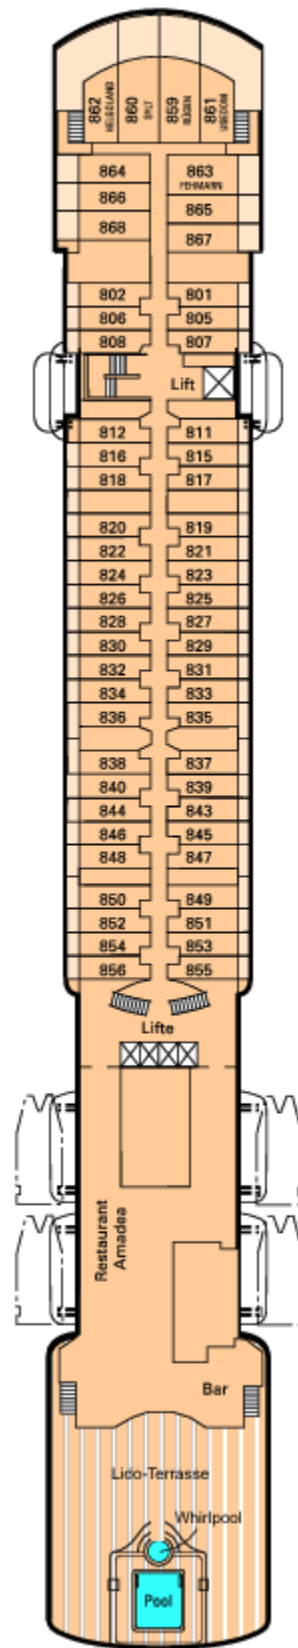 862 HELGOLAND
860 SYLT
859 RÜGEN
861 USEDOM
864 863
FEHMARN
866 865
868 867
802 801
806 805
808 807
Lift
812 811
816 815
818 817
820 819
822 821
824 823
826 825
828 827
830 829
832 831
834 833
836 835
838 837
840 839
844 843
846 845
848 847
850 849
852 851
854 853
856 855
Lifte
Restaurant
Amadea
Bar
Lido-Terrasse
Whirlpool
Pool